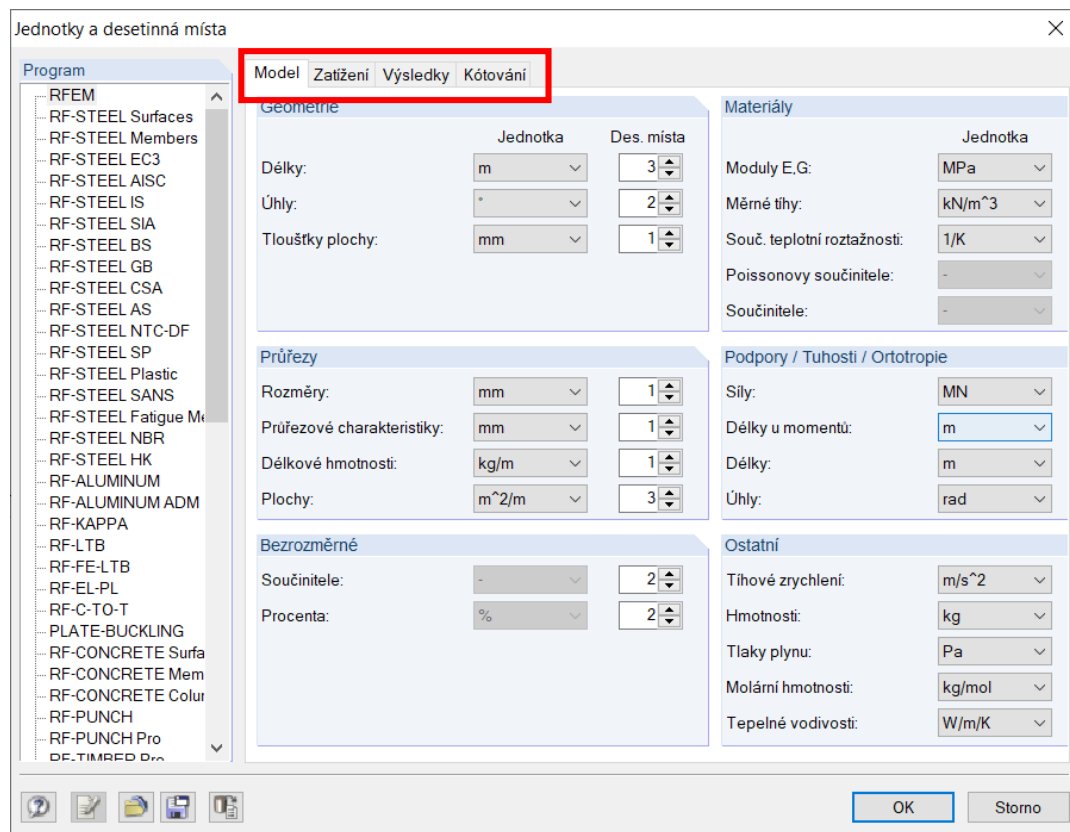 Jednotky a desetinná místa
Program
RFEM
RF-STEEL Surfaces
RF-STEEL Members
RF-STEEL EC3
RF-STEEL AISC
RF-STEEL IS
RF-STEEL SIA
RF-STEEL BS
RF-STEEL GB
RF-STEEL CSA
RF-STEEL AS
RF-STEEL NTC-DF
RF-STEEL SP
RF-STEEL Plastic
RF-STEEL SANS
RF-STEEL Fatigue Me
RF-STEEL NBR
RF-STEEL HK
RF-ALUMINUM
RF-ALUMINUM ADM
RF-KAPPA
RF-LTB
RF-FE-LTB
RF-EL-PL
RF-C-TO-T
PLATE-BUCKLING
RF-CONCRETE Surfa
RF-CONCRETE Mem
RF-CONCRETE Colur
RF-PUNCH
RF-PUNCH Pro
RF-TIMBER Pro
Model Zatížení Výsledky Kótování
Geometrie
Jednotka Des. místa
Délky: m 3
Úhly: ° 2
Tloušťky plochy: mm 1
Průřezy
Rozměry: mm 1
Průřezové charakteristiky: mm 1
Délkové hmotnosti: kg/m 1
Plochy: m^2/m 3
Bezrozměrné
Součinitele: - 2
Procenta: % 2
Materiály
Jednotka
Moduly E,G: MPa
Měrné tíhy: kN/m^3
Souč. teplotní roztažnosti: 1/K
Poissonovy součinitele: -
Součinitele: -
Podpory / Tuhosti / Ortotropie
Síly: MN
Délky u momentů: m
Délky: m
Úhly: rad
Ostatní
Tíhové zrychlení: m/s^2
Hmotnosti: kg
Tlaky plynu: Pa
Molární hmotnosti: kg/mol
Tepelné vodivosti: W/m/K
OK Storno